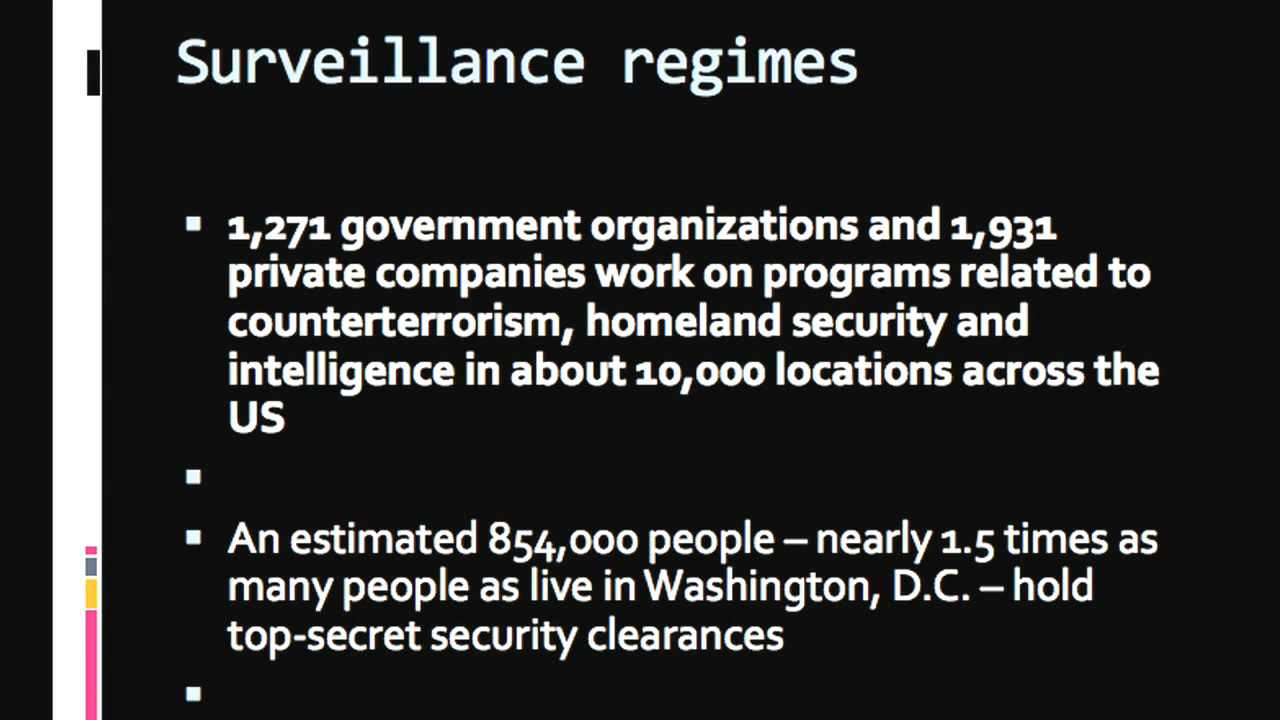 Surveillance regimes
1,271 government organizations and 1,931
private companies work on programs related to
counterterrorism, homeland security and
intelligence in about 10,000 locations across the
US
An estimated 854,000 people – nearly 1.5 times as
many people as live in Washington, D.C. – hold
top-secret security clearances